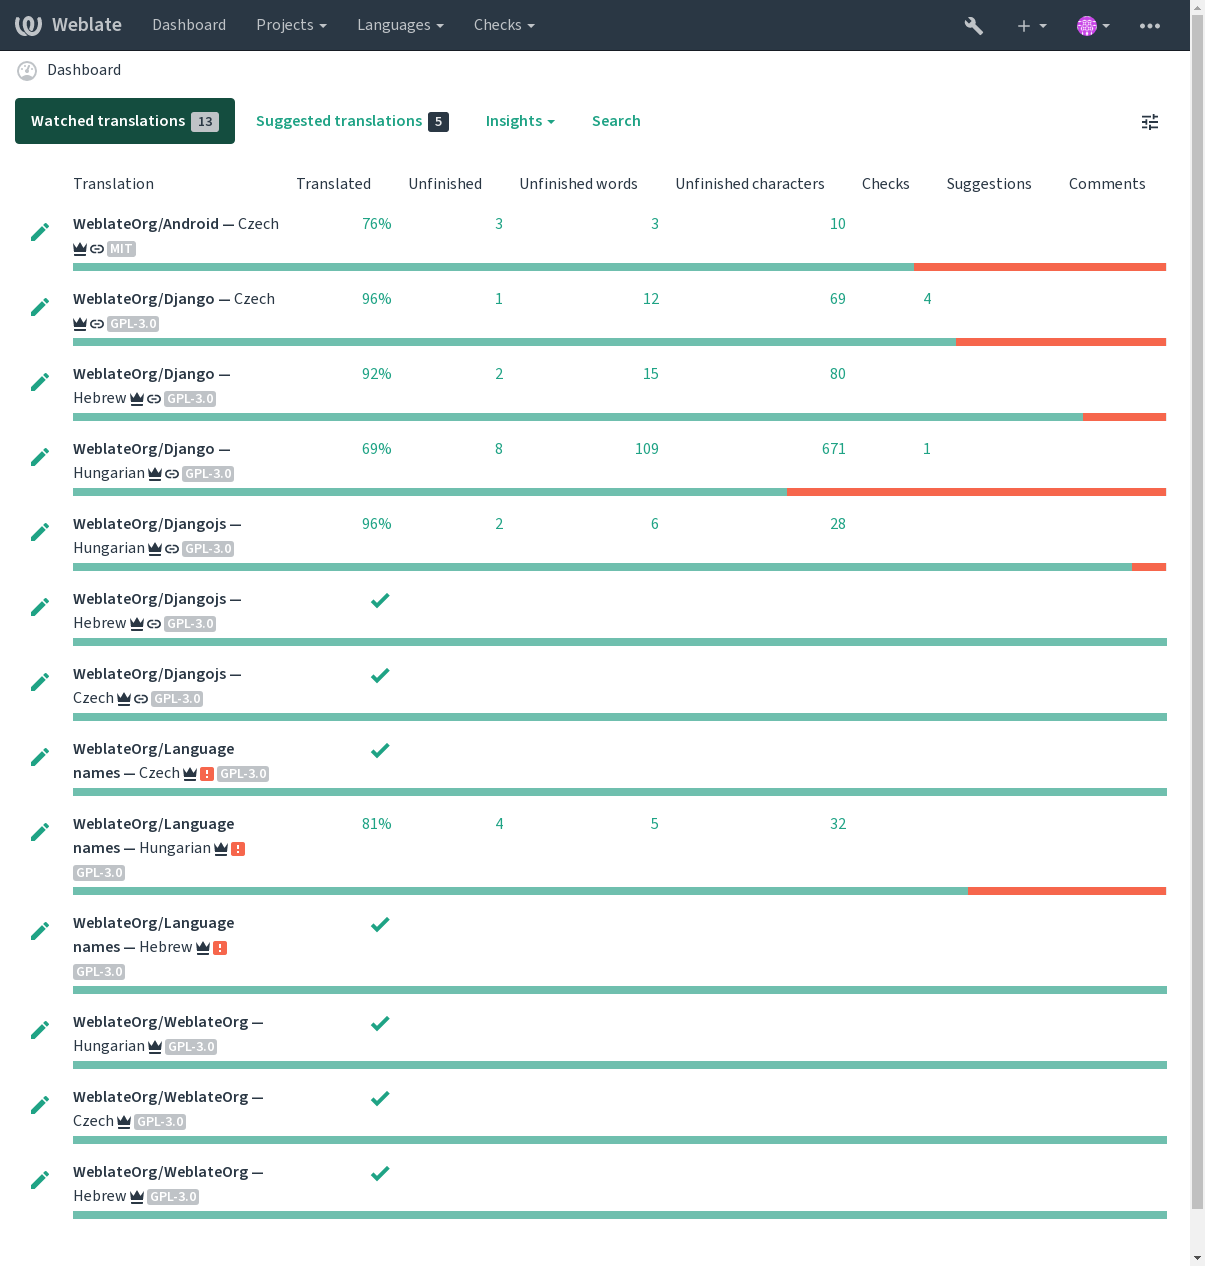 Weblate Dashboard Projects Languages Checks
Dashboard
Watched translations 13 Suggested translations 5 Insights Search
Translation Translated Unfinished Unfinished words Unfinished characters Checks Suggestions Comments
WeblateOrg/Android — Czech 76% 3 3 10
MIT
WeblateOrg/Django — Czech 96% 1 12 69 4
GPL-3.0
WeblateOrg/Django — 92% 2 15 80
Hebrew GPL-3.0
WeblateOrg/Django — 69% 8 109 671 1
Hungarian GPL-3.0
WeblateOrg/Djangojs — 96% 2 6 28
Hungarian GPL-3.0
WeblateOrg/Djangojs —
Hebrew GPL-3.0
WeblateOrg/Djangojs —
Czech GPL-3.0
WeblateOrg/Language
names — Czech GPL-3.0
WeblateOrg/Language 81% 4 5 32
names — Hungarian
GPL-3.0
WeblateOrg/Language
names — Hebrew
GPL-3.0
WeblateOrg/WeblateOrg —
Hungarian GPL-3.0
WeblateOrg/WeblateOrg —
Czech GPL-3.0
WeblateOrg/WeblateOrg —
Hebrew GPL-3.0